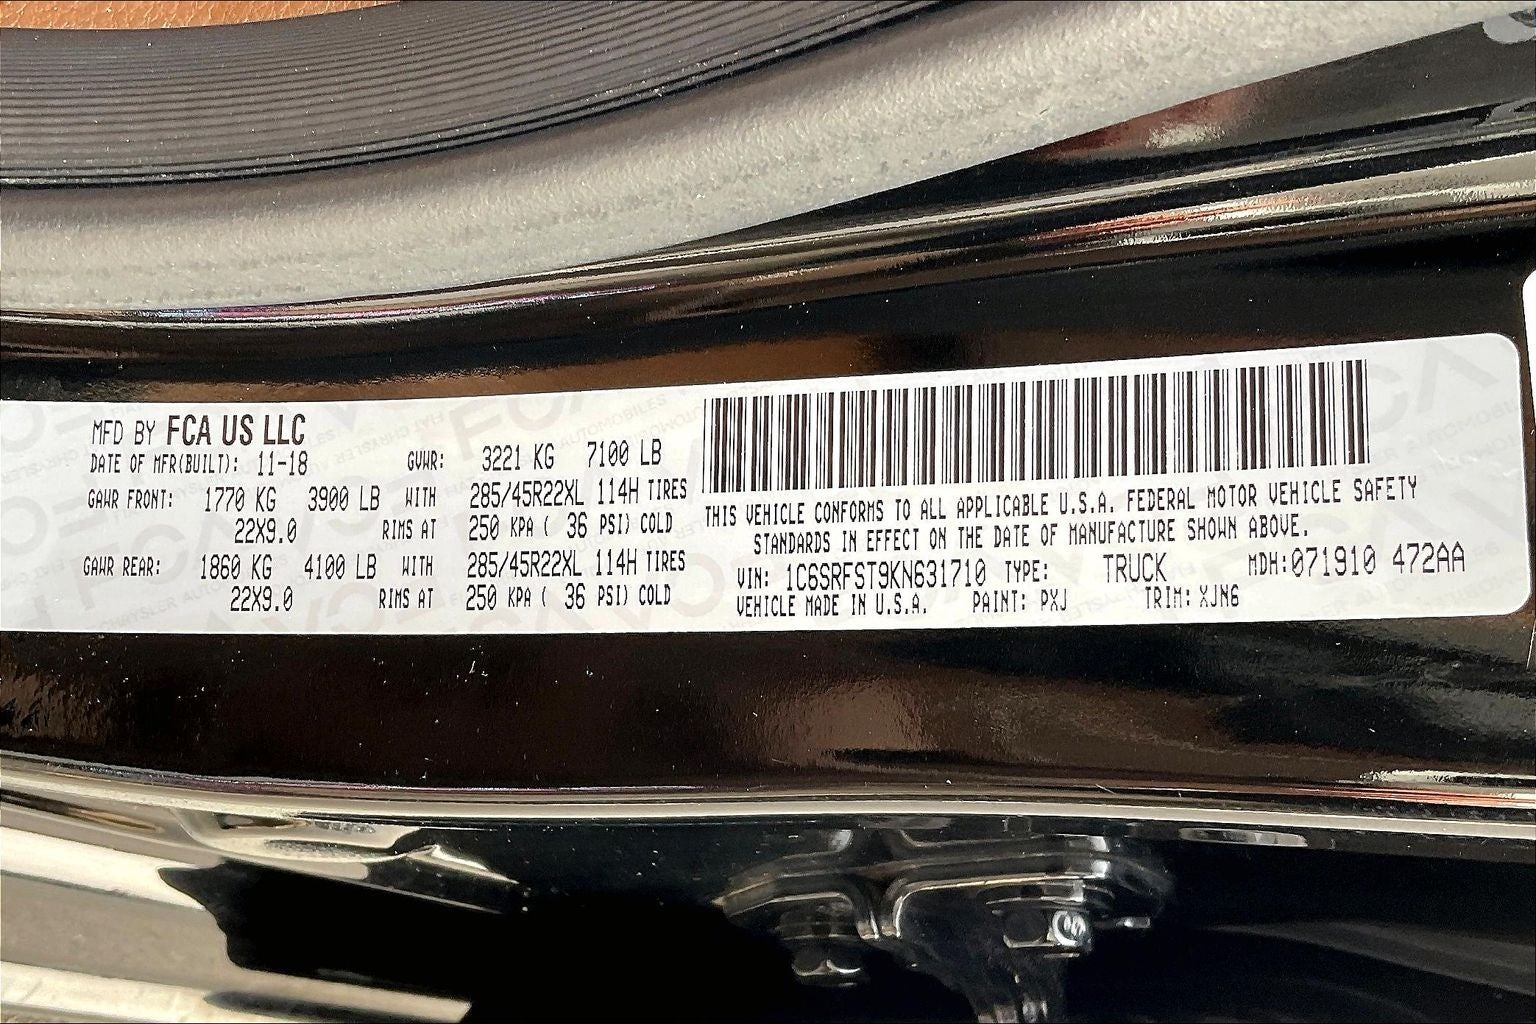 MFD BY FCA US LLC
DATE OF MFR(BUILT): 11-18 GVWR: 3221 KG 7100 LB
GAWR FRONT: 1770 KG 3900 LB WITH 285/45R22XL 114H TIRES
22X9.0 RIMS AT 250 KPA ( 36 PSI) COLD
GAWR REAR: 1860 KG 4100 LB WITH 285/45R22XL 114H TIRES
22X9.0 RIMS AT 250 KPA ( 36 PSI) COLD
THIS VEHICLE CONFORMS TO ALL APPLICABLE U.S.A. FEDERAL MOTOR VEHICLE SAFETY
STANDARDS IN EFFECT ON THE DATE OF MANUFACTURE SHOWN ABOVE.
VIN: 1C6SRFST9KN631710 TYPE: TRUCK MDH:071910 472AA
VEHICLE MADE IN U.S.A. PAINT: PXJ TRIM: XJN6